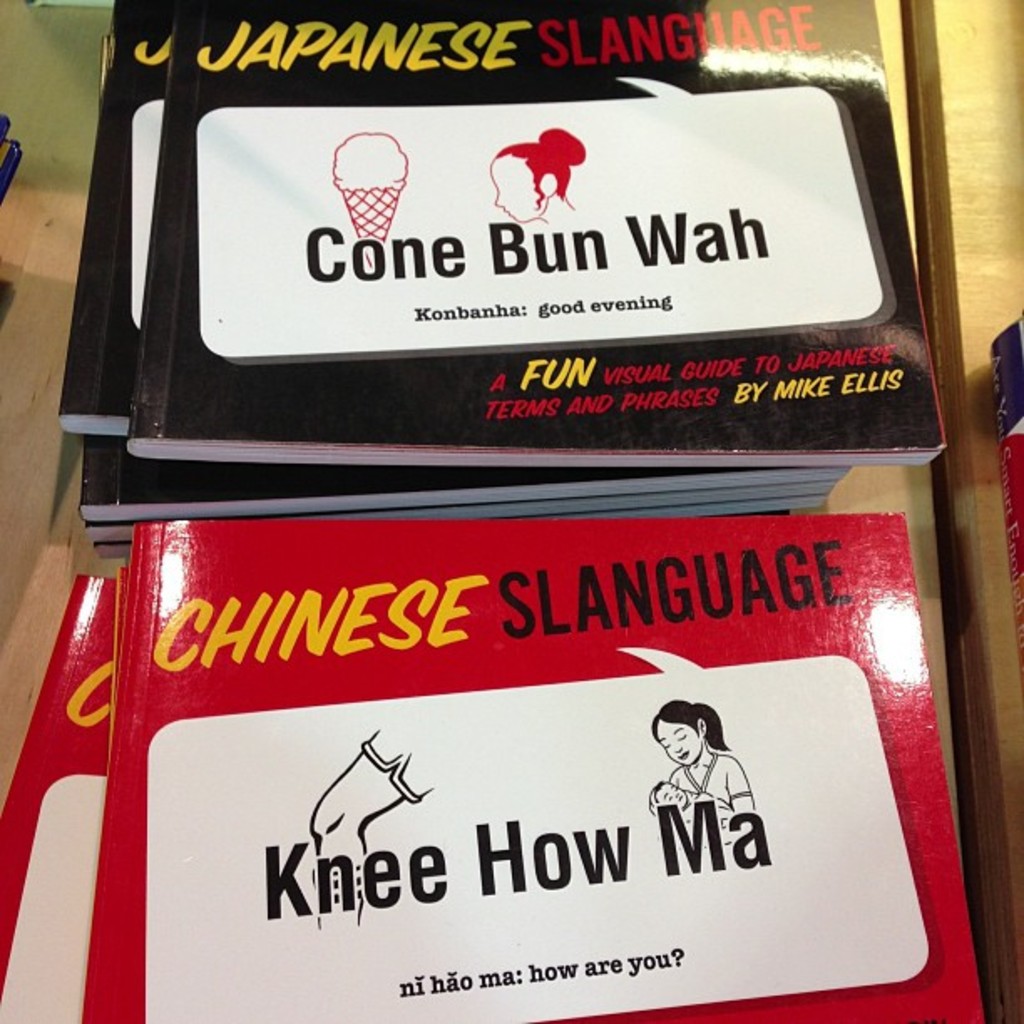 JAPANESE SLANGUAGE
Cone Bun Wah
Konbanha: good evening
A FUN VISUAL GUIDE TO JAPANESE
TERMS AND PHRASES BY MIKE ELLIS
CHINESE SLANGUAGE
Knee How Ma
nǐ hǎo ma: how are you?